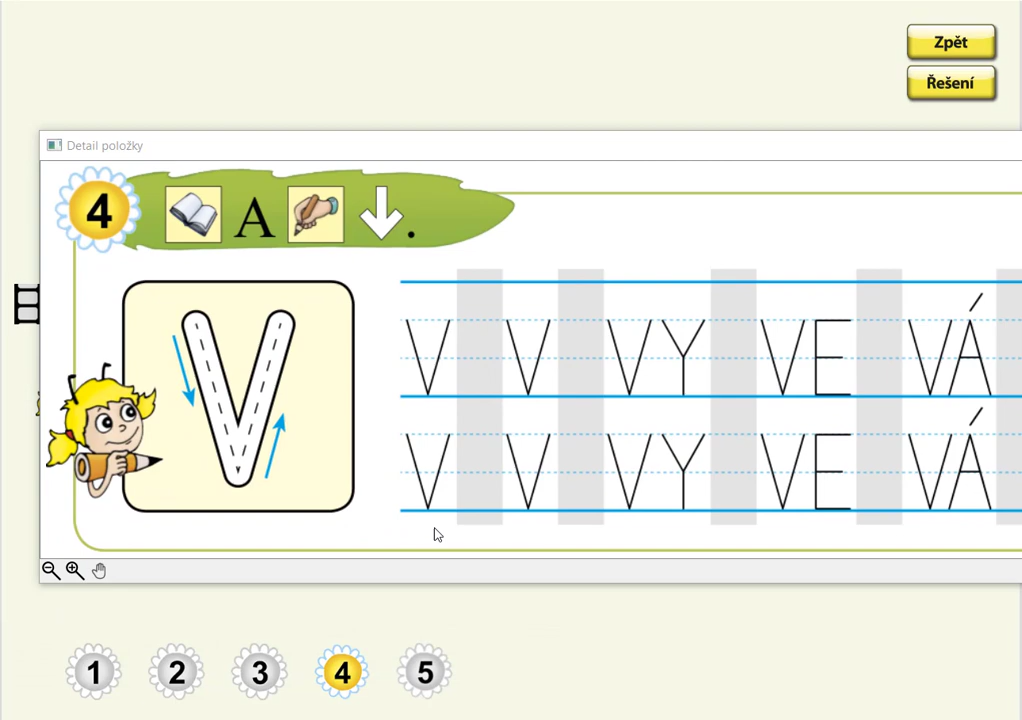 Zpět
Řešení
Detail položky
4 A .
V
V V VY VE VÁ
V V VY VE VÁ
1 2 3 4 5